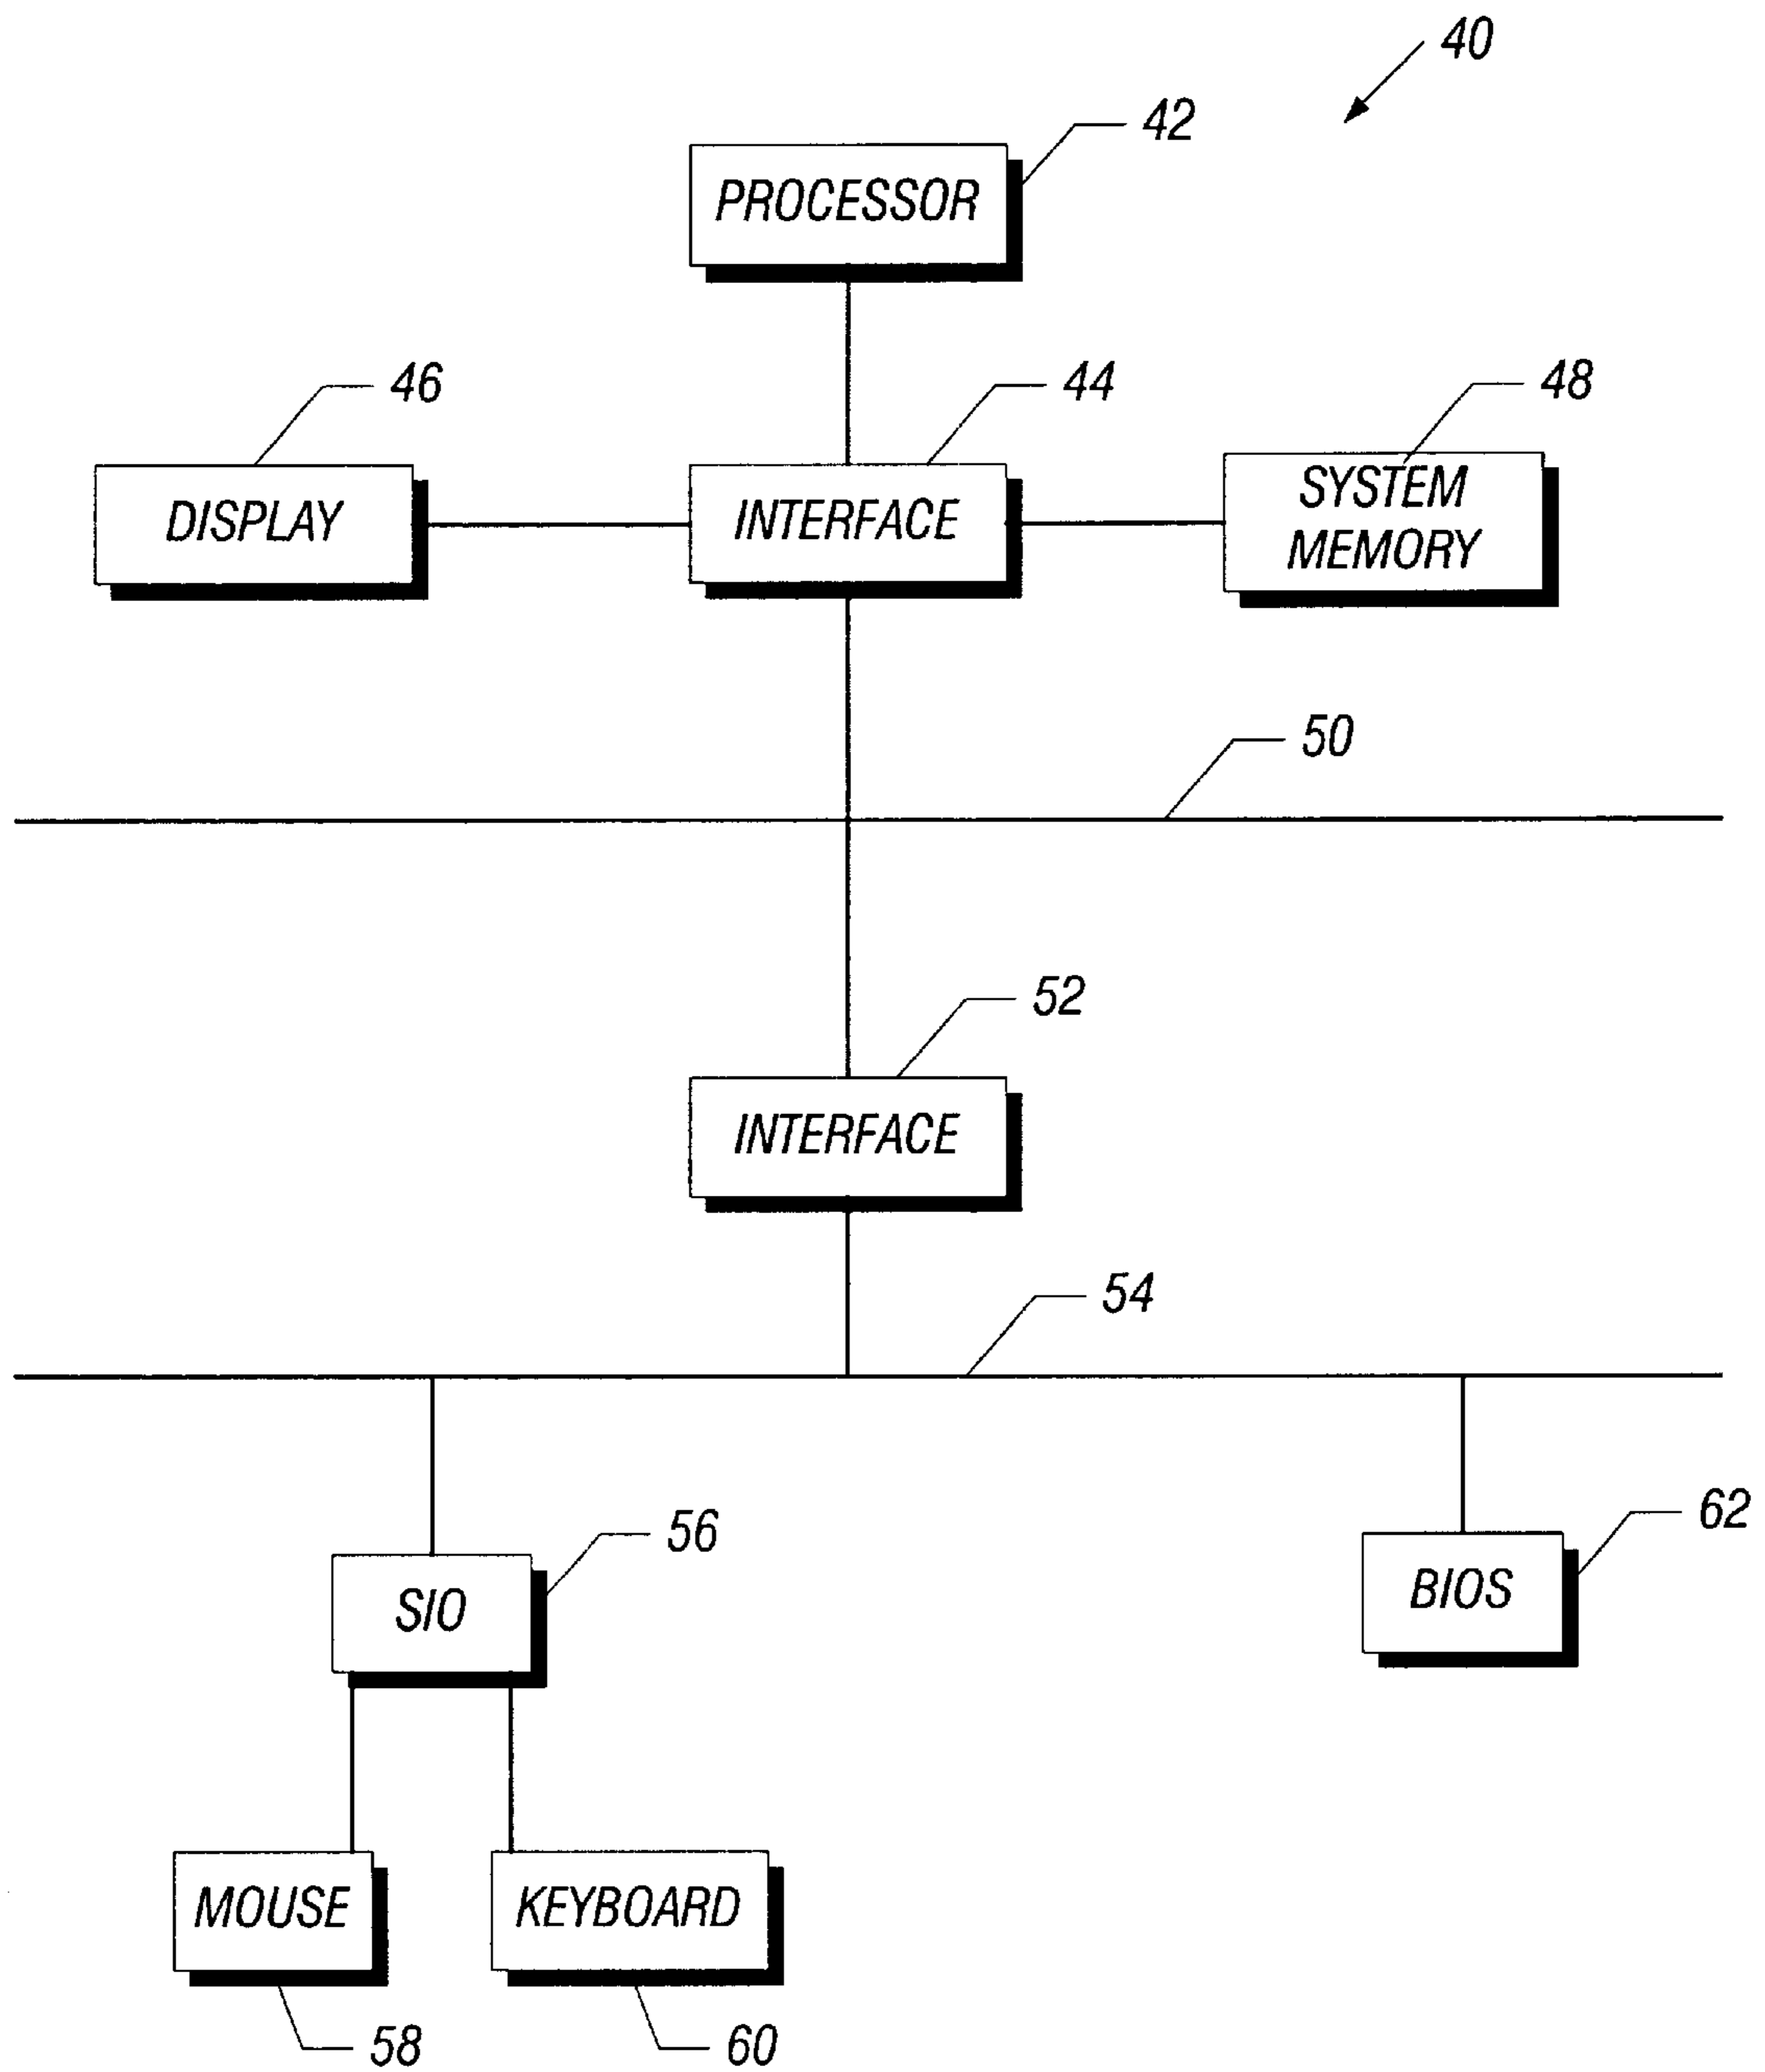 40
42
PROCESSOR
46
44
48
DISPLAY
INTERFACE
SYSTEM
MEMORY
50
52
INTERFACE
54
56
62
SIO
BIOS
MOUSE
KEYBOARD
58
60